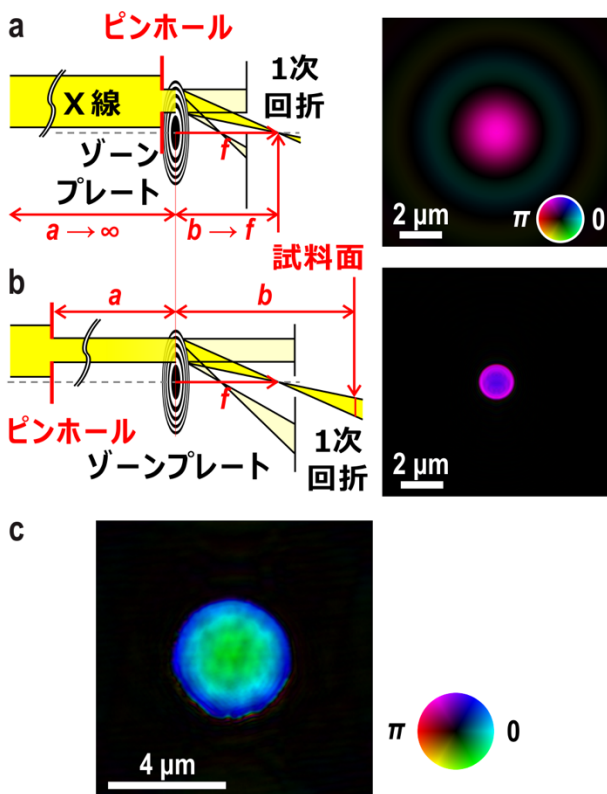 a
ピンホール
X線
1次
回折
f
ゾーン
プレート
a → ∞
b → f
2 µm
π
0
試料面
b
a
b
f
ピンホール
ゾーンプレート
1次
回折
2 µm
c
4 µm
π
0